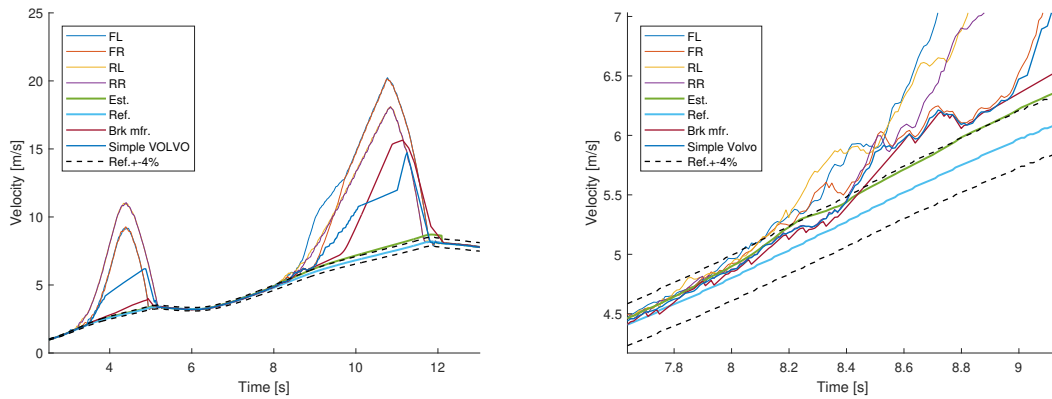 25
20
15
10
5
0
4
6
8
10
12
Velocity [m/s]
Time [s]
FL
FR
RL
RR
Est.
Ref.
Brk mfr.
Simple VOLVO
Ref.+-4%
7
6.5
6
5.5
5
4.5
7.8
8
8.2
8.4
8.6
8.8
9
Velocity [m/s]
Time [s]
FL
FR
RL
RR
Est.
Ref.
Brk mfr.
Simple Volvo
Ref.+-4%